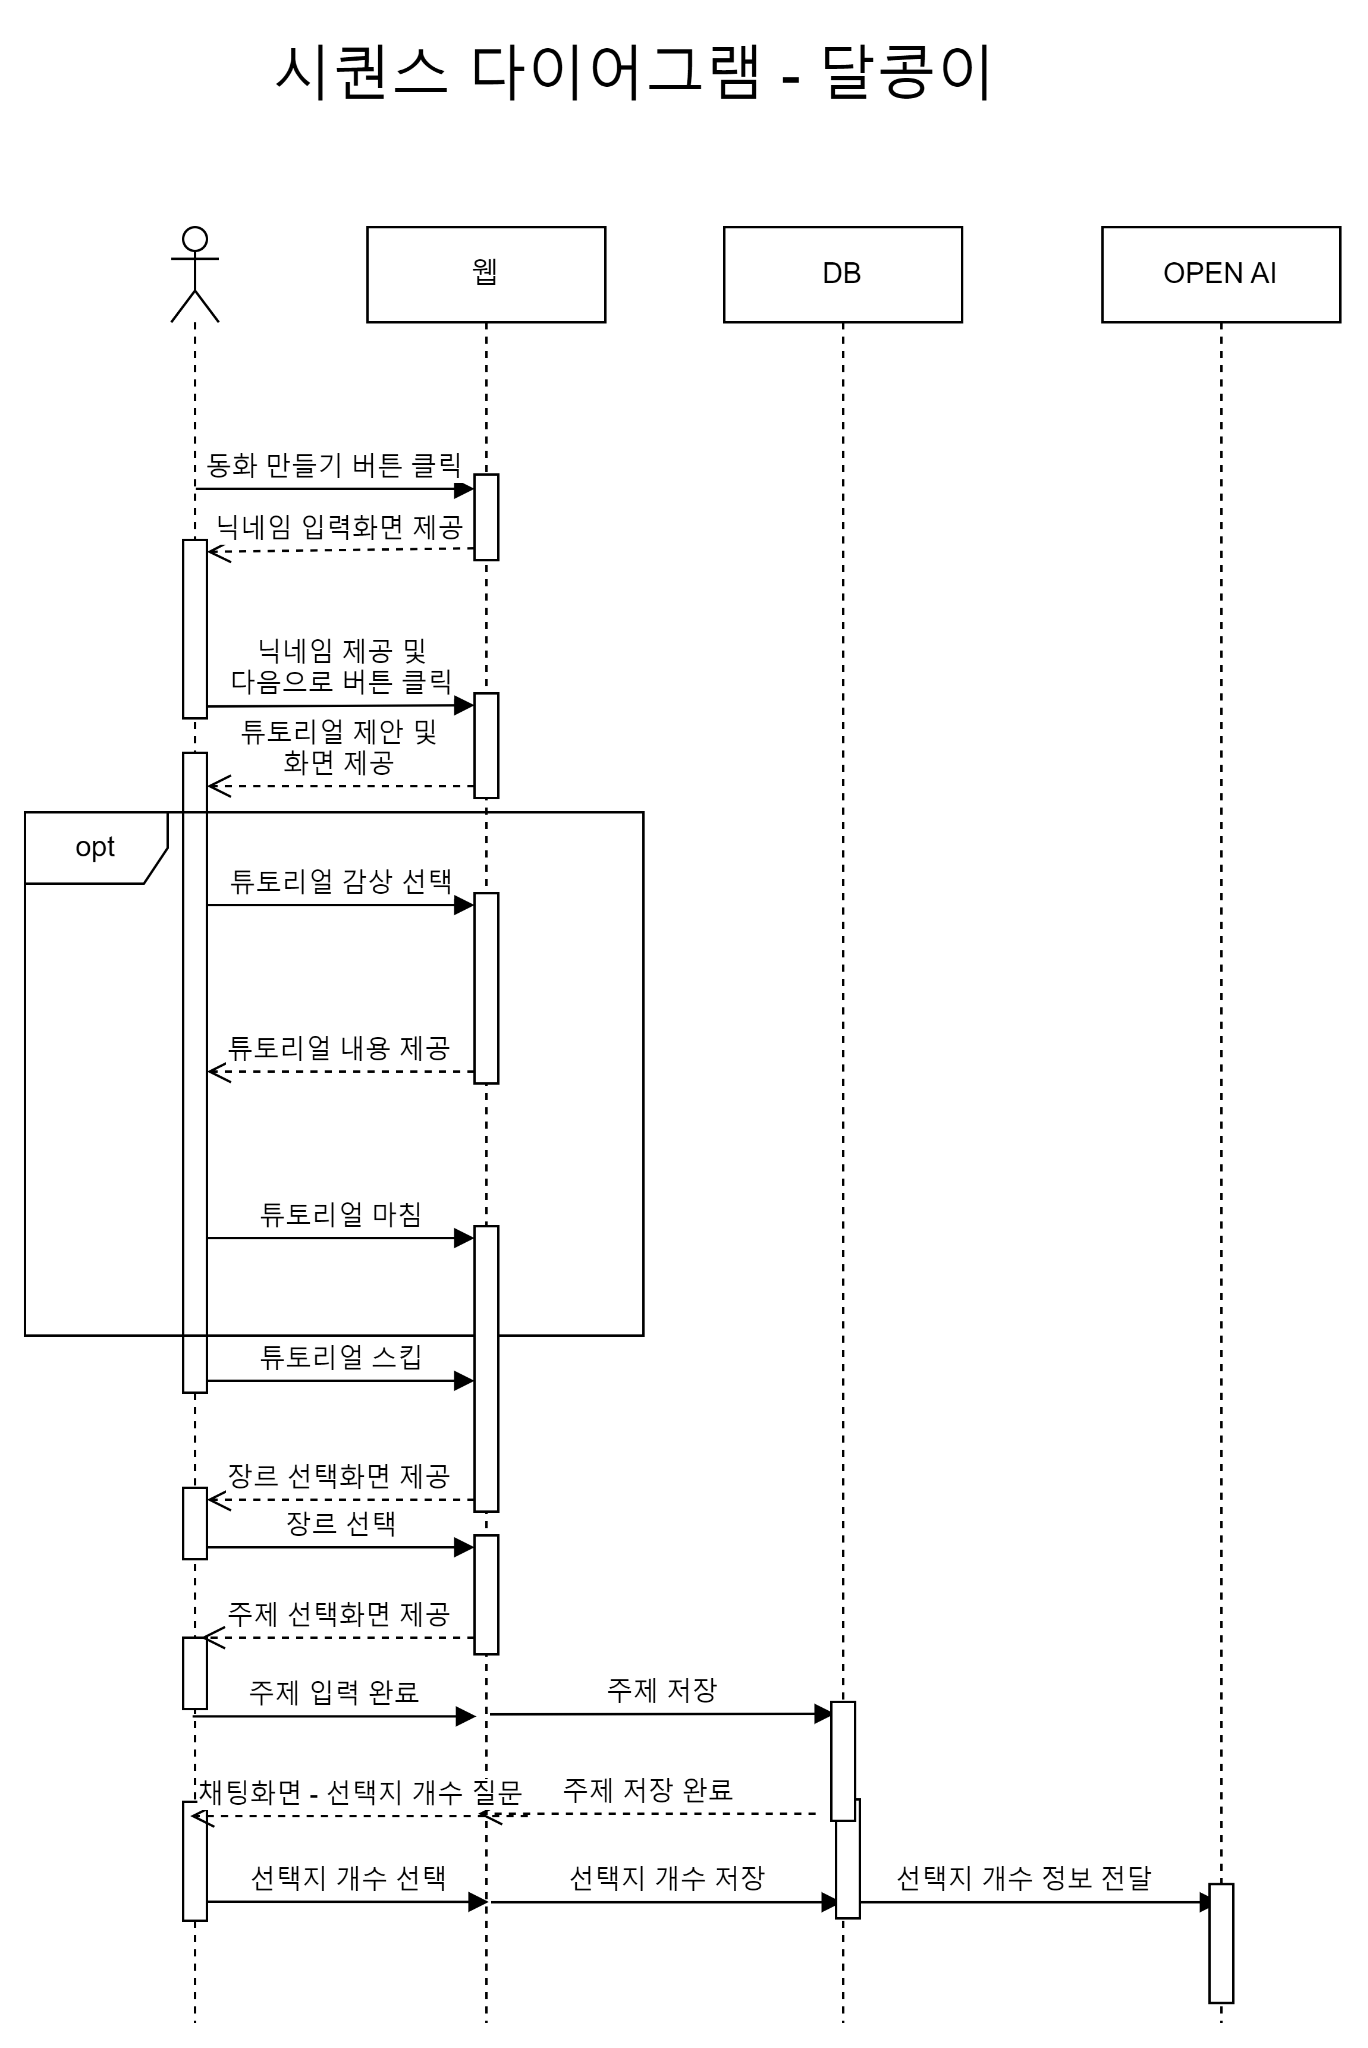 시퀀스 다이어그램 - 달콩이
웹
DB
OPEN AI
동화 만들기 버튼 클릭
닉네임 입력화면 제공
닉네임 제공 및
다음으로 버튼 클릭
튜토리얼 제안 및
화면 제공
opt
튜토리얼 감상 선택
튜토리얼 내용 제공
튜토리얼 마침
튜토리얼 스킵
장르 선택화면 제공
장르 선택
주제 선택화면 제공
주제 입력 완료
주제 저장
채팅화면 - 선택지 개수 질문
주제 저장 완료
선택지 개수 선택
선택지 개수 저장
선택지 개수 정보 전달